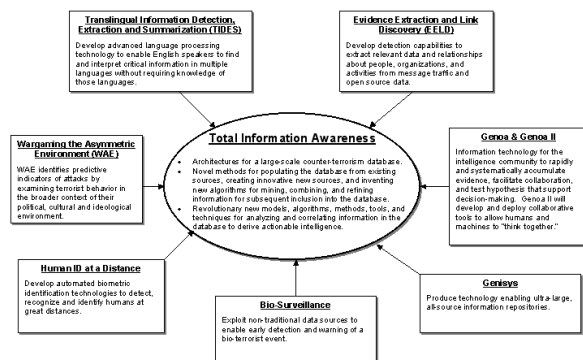 Translingual Information Detection,
Extraction and Summarization (TIDES)
Develop advanced language processing
technology to enable English speakers to find
and interpret critical information in multiple
languages without requiring knowledge of
those languages.
Evidence Extraction and Link
Discovery (EELD)
Develop detection capabilities to
extract relevant data and relationships
about people, organizations, and
activities from message traffic and
open source data.
Wargaming the Asymmetric
Environment (WAE)
WAE identifies predictive
indicators of attacks by
examining terrorist behavior in
the broader context of their
political, cultural and ideological
environment.
Total Information Awareness
• Architectures for a large-scale counter-terrorism database.
• Novel methods for populating the database from existing
sources, creating innovative new sources, and inventing
new algorithms for mining, combining, and refining
information for subsequent inclusion into the database.
• Revolutionary new models, algorithms, methods, tools, and
techniques for analyzing and correlating information in the
database to derive actionable intelligence.
Genoa & Genoa II
Information technology for the
intelligence community to rapidly
and systematically accumulate
evidence, facilitate collaboration,
and test hypothesis that support
decision-making. Genoa II will
develop and deploy collaborative
tools to allow humans and
machines to "think together."
Human ID at a Distance
Develop automated biometric
identification technologies to detect,
recognize and identify humans at
great distances.
Bio-Surveillance
Exploit non-traditional data sources to
enable early detection and warning of a
bio-terrorist event.
Genisys
Produce technology enabling ultra-large,
all-source information repositories.